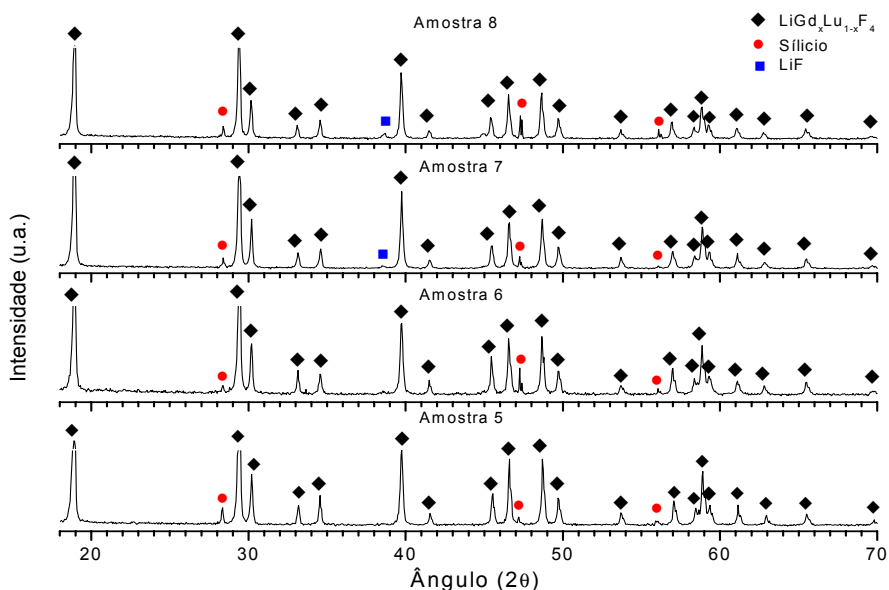 Amostra 8
LiGdxLu1-xF4
Sílicio
LiF
Amostra 7
Amostra 6
Amostra 5
Intensidade (u.a.)
20 30 40 50 60 70
Ângulo (2θ)